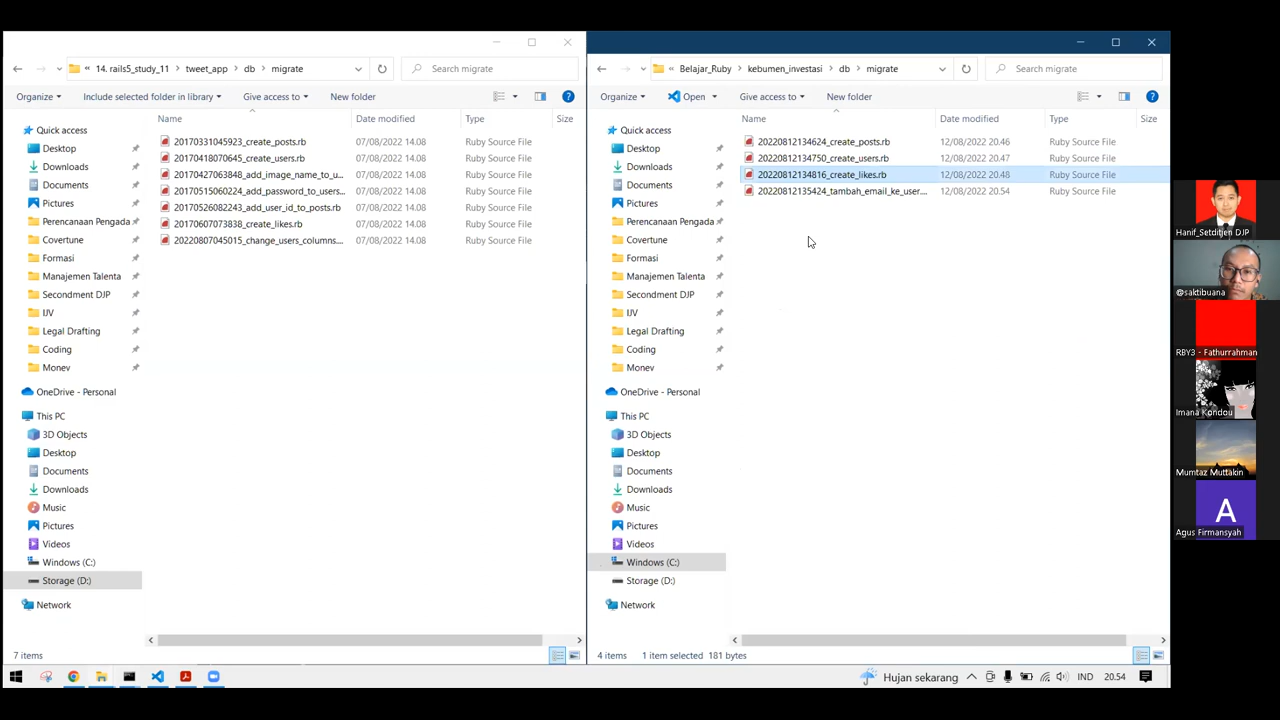 14. rails5_study_11 tweet_app db migrate Search migrate
Organize Include selected folder in library Give access to New folder
Name Date modified Type Size
Quick access
Desktop
Downloads
Documents
Pictures
Perencanaan Pengada
Covertune
Formasi
Manajemen Talenta
Secondment DJP
IJV
Legal Drafting
Coding
Monev
OneDrive - Personal
This PC
3D Objects
Desktop
Documents
Downloads
Music
Pictures
Videos
Windows (C:)
Storage (D:)
Network
20170331045923_create_posts.rb 07/08/2022 14.08 Ruby Source File
20170418070645_create_users.rb 07/08/2022 14.08 Ruby Source File
20170427063848_add_image_name_to_u... 07/08/2022 14.08 Ruby Source File
20170515060224_add_password_to_users... 07/08/2022 14.08 Ruby Source File
20170526082243_add_user_id_to_posts.rb 07/08/2022 14.08 Ruby Source File
20170607073838_create_likes.rb 07/08/2022 14.08 Ruby Source File
20220807045015_change_users_columns.... 07/08/2022 14.08 Ruby Source File
7 items
Belajar_Ruby kebumen_investasi db migrate Search migrate
Organize Open Give access to New folder
Name Date modified Type Size
Quick access
Desktop
Downloads
Documents
Pictures
Perencanaan Pengada
Covertune
Formasi
Manajemen Talenta
Secondment DJP
IJV
Legal Drafting
Coding
Monev
OneDrive - Personal
This PC
3D Objects
Desktop
Documents
Downloads
Music
Pictures
Videos
Windows (C:)
Storage (D:)
Network
20220812134624_create_posts.rb 12/08/2022 20.46 Ruby Source File
20220812134750_create_users.rb 12/08/2022 20.47 Ruby Source File
20220812134816_create_likes.rb 12/08/2022 20.48 Ruby Source File
20220812135424_tambah_email_ke_user.... 12/08/2022 20.54 Ruby Source File
4 items 1 item selected 181 bytes
Hujan sekarang IND 20.54
Hanif_Setditjen DJP
@saktibuana
RBY3 - Fathurrahman
Imana Kondou
Mumtaz Muttakin
A
Agus Firmansyah